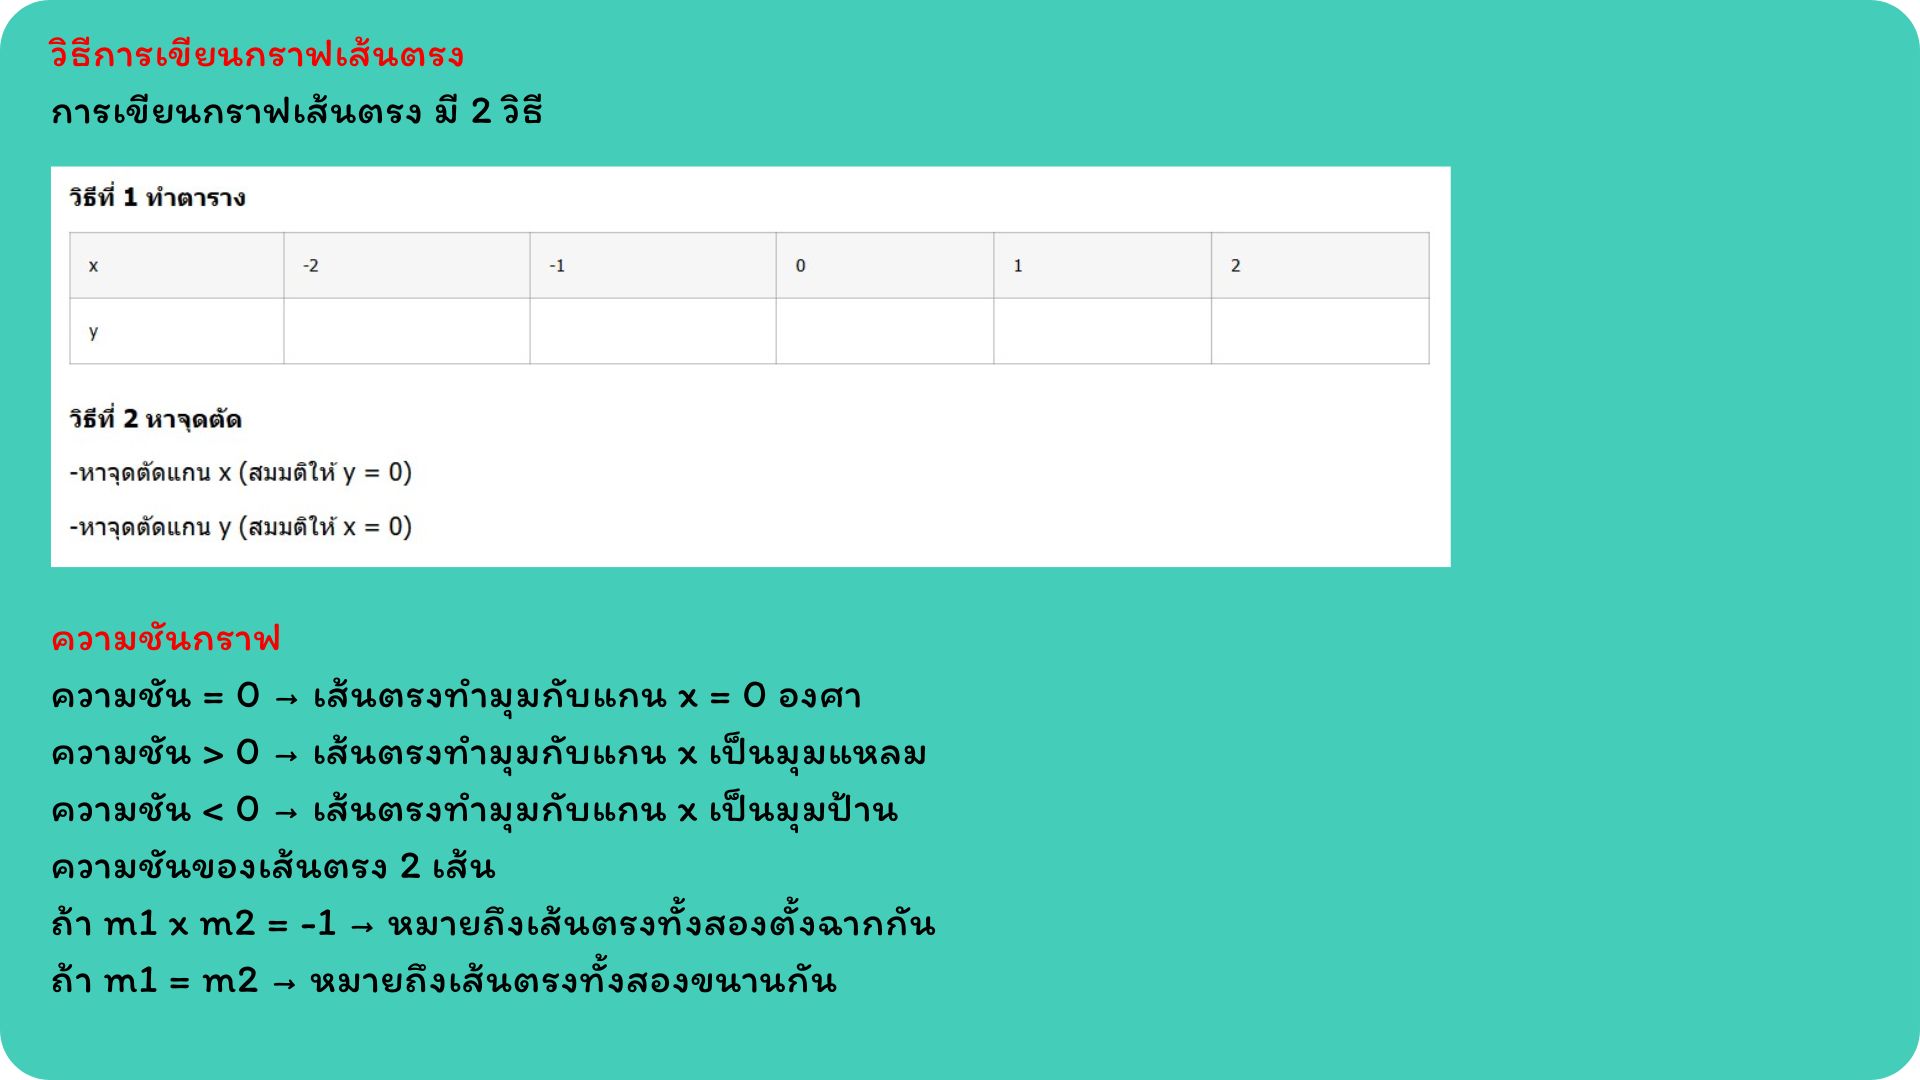 วิธีการเขียนกราฟเส้นตรง
การเขียนกราฟเส้นตรง มี 2 วิธี
วิธีที่ 1 ทำตาราง
x -2 -1 0 1 2
y
วิธีที่ 2 หาจุดตัด
-หาจุดตัดแกน x (สมมติให้ y = 0)
-หาจุดตัดแกน y (สมมติให้ x = 0)
ความชันกราฟ
ความชัน = 0 → เส้นตรงทำมุมกับแกน x = 0 องศา
ความชัน > 0 → เส้นตรงทำมุมกับแกน x เป็นมุมแหลม
ความชัน < 0 → เส้นตรงทำมุมกับแกน x เป็นมุมป้าน
ความชันของเส้นตรง 2 เส้น
ถ้า m1 x m2 = -1 → หมายถึงเส้นตรงทั้งสองตั้งฉากกัน
ถ้า m1 = m2 → หมายถึงเส้นตรงทั้งสองขนานกัน